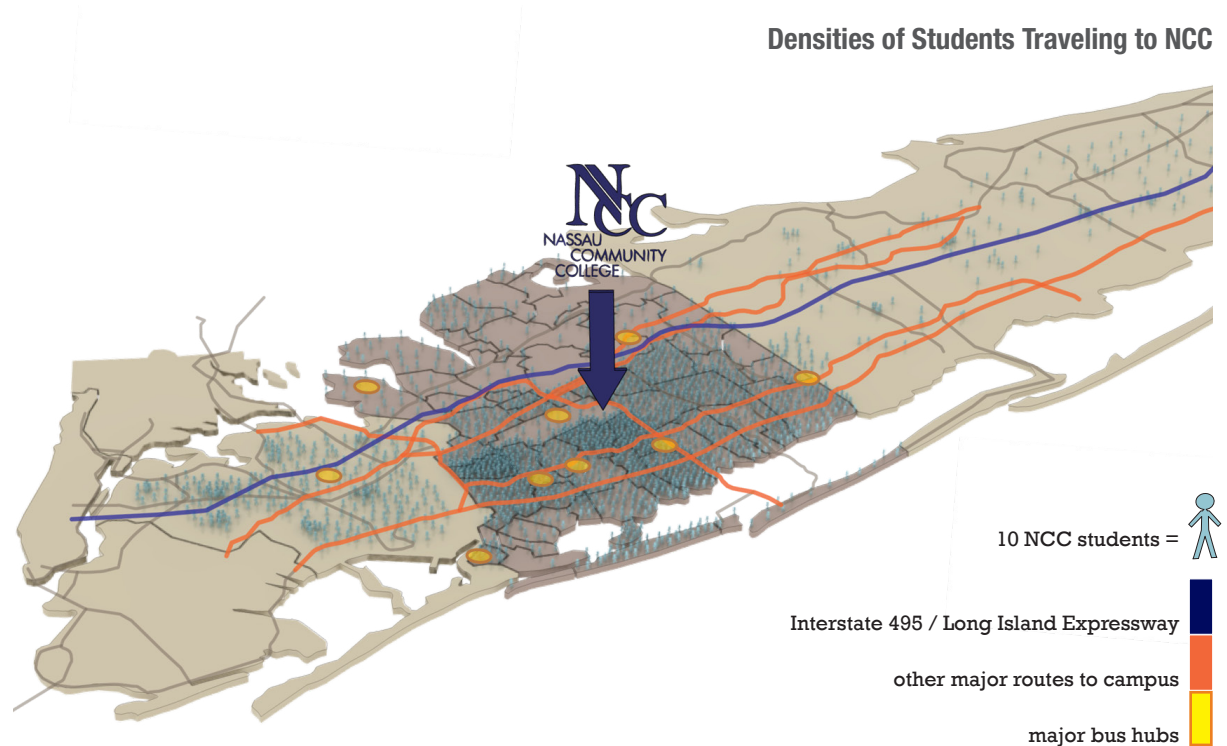 Densities of Students Traveling to NCC
NCC
NASSAU
COMMUNITY
COLLEGE
10 NCC students =
Interstate 495 / Long Island Expressway
other major routes to campus
major bus hubs